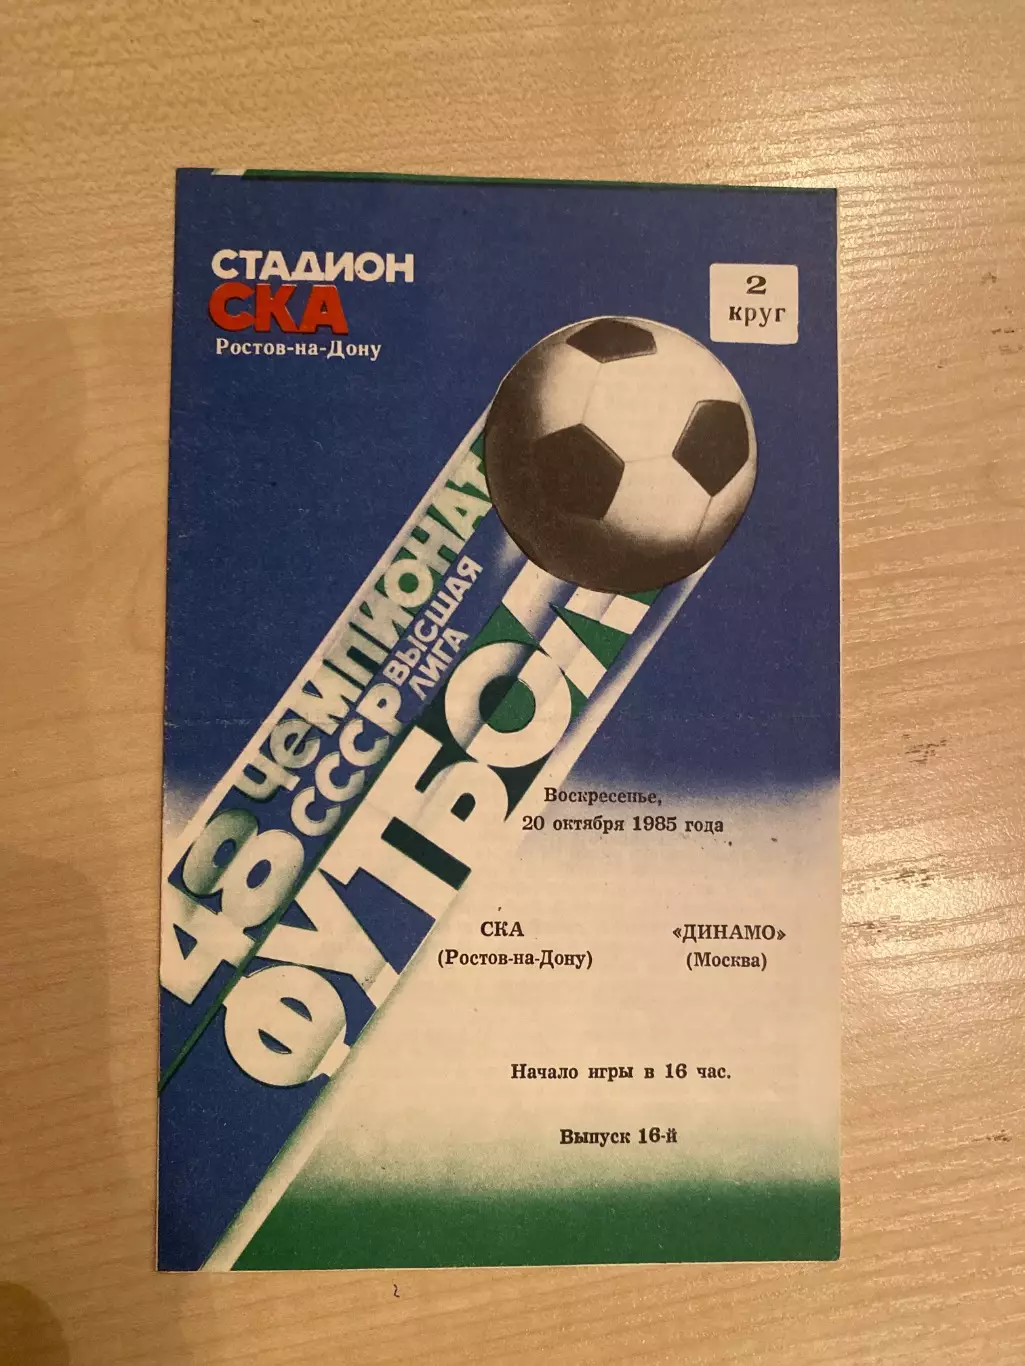 СТАДИОН
СКА
Ростов-на-Дону
2
круг
48 ЧЕМПИОНАТ
СССР ВЫСШАЯ
ЛИГА
ФУТБОЛ
Воскресенье,
20 октября 1985 года
СКА
(Ростов-на-Дону)
«ДИНАМО»
(Москва)
Начало игры в 16 час.
Выпуск 16-й